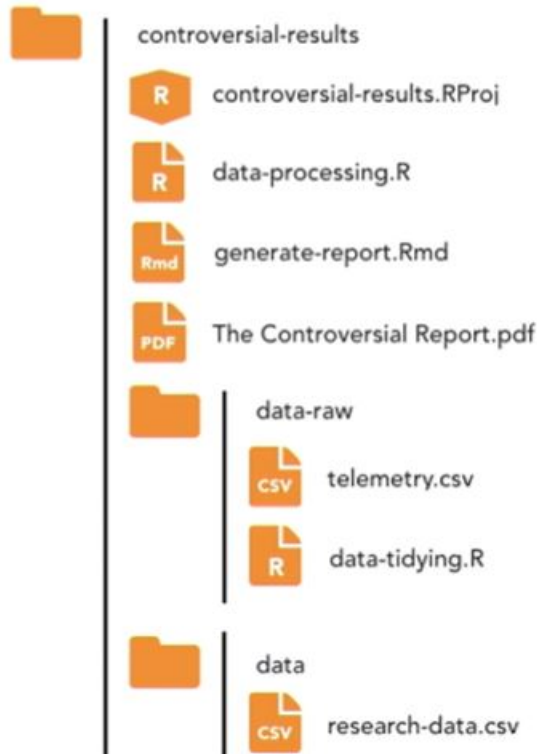 controversial-results
R controversial-results.RProj
R data-processing.R
Rmd generate-report.Rmd
PDF The Controversial Report.pdf
data-raw
CSV telemetry.csv
R data-tidying.R
data
CSV research-data.csv